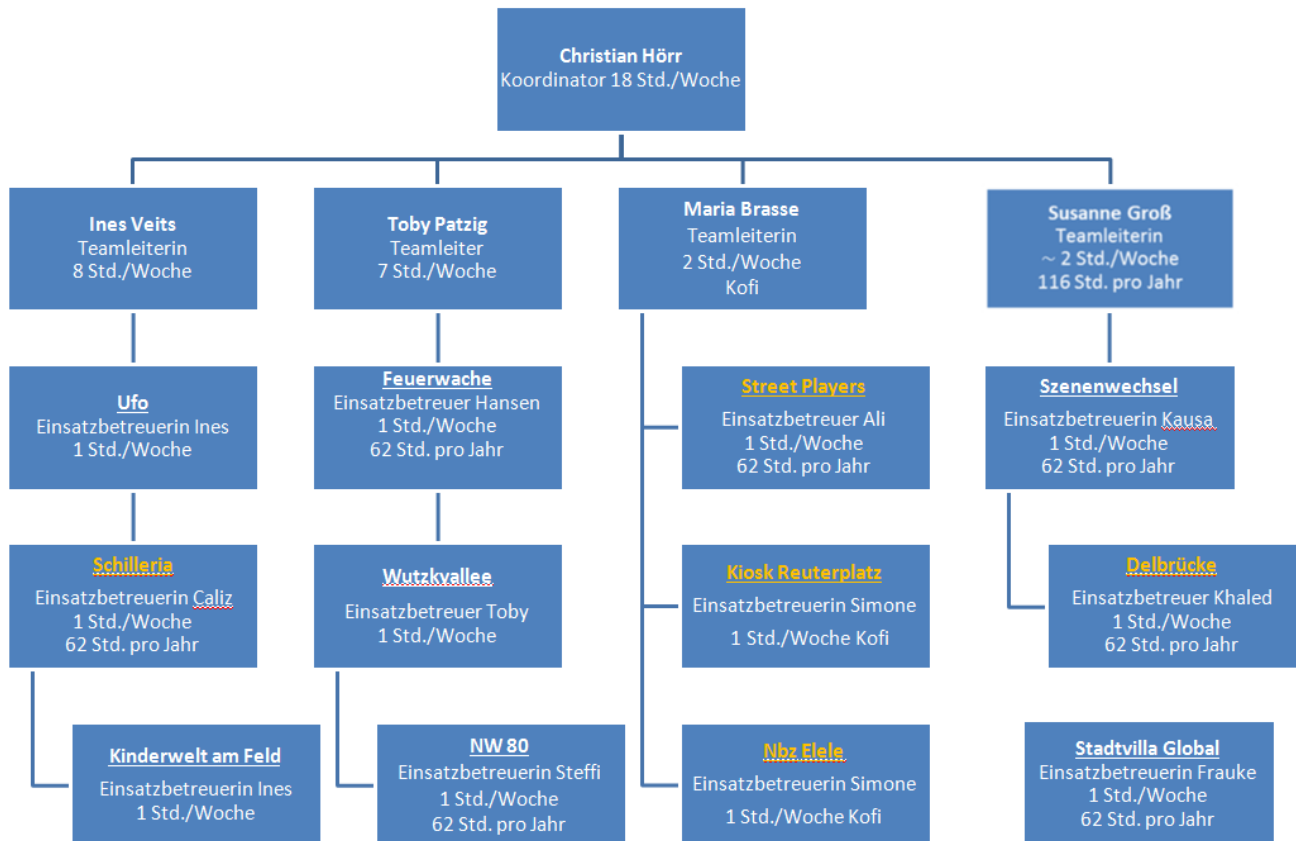 Christian Hörr
Koordinator 18 Std./Woche
Ines Veits
Teamleiterin
8 Std./Woche
Toby Patzig
Teamleiter
7 Std./Woche
Maria Brasse
Teamleiterin
2 Std./Woche
Kofi
Susanne Groß
Teamleiterin
~ 2 Std./Woche
116 Std. pro Jahr
Ufo
Einsatzbetreuerin Ines
1 Std./Woche
Feuerwache
Einsatzbetreuer Hansen
1 Std./Woche
62 Std. pro Jahr
Street Players
Einsatzbetreuer Ali
1 Std./Woche
62 Std. pro Jahr
Szenenwechsel
Einsatzbetreuerin Kausa
1 Std./Woche
62 Std. pro Jahr
Schilleria
Einsatzbetreuerin Caliz
1 Std./Woche
62 Std. pro Jahr
Wutzkvallee
Einsatzbetreuer Toby
1 Std./Woche
Kiosk Reuterplatz
Einsatzbetreuerin Simone
1 Std./Woche Kofi
Delbrücke
Einsatzbetreuer Khaled
1 Std./Woche
62 Std. pro Jahr
Kinderwelt am Feld
Einsatzbetreuerin Ines
1 Std./Woche
NW 80
Einsatzbetreuerin Steffi
1 Std./Woche
62 Std. pro Jahr
Nbz Elele
Einsatzbetreuerin Simone
1 Std./Woche Kofi
Stadtvilla Global
Einsatzbetreuerin Frauke
1 Std./Woche
62 Std. pro Jahr